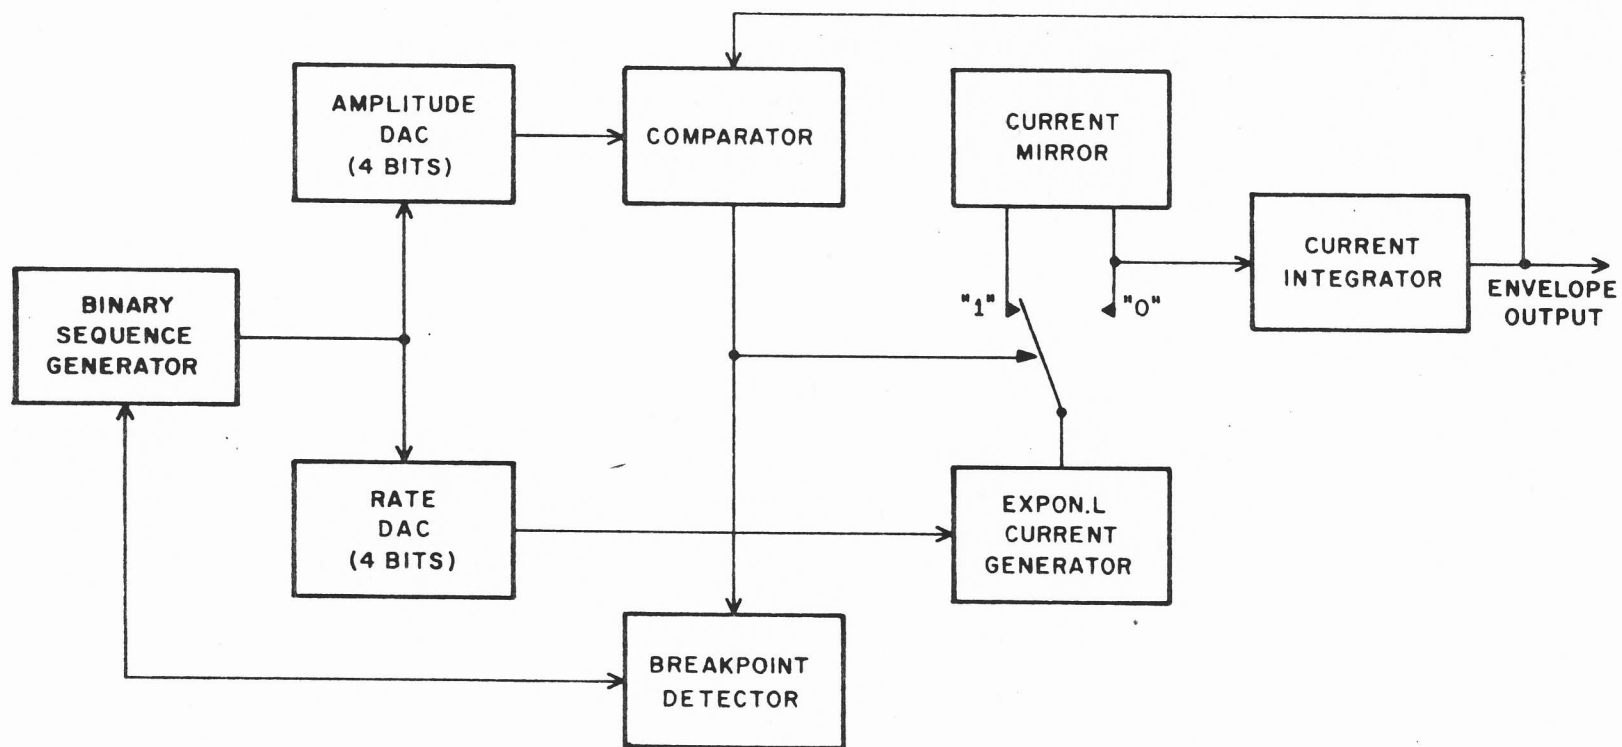 AMPLITUDE
DAC
(4 BITS)
COMPARATOR
CURRENT
MIRROR
CURRENT
INTEGRATOR
ENVELOPE
OUTPUT
"1"
"0"
BINARY
SEQUENCE
GENERATOR
RATE
DAC
(4 BITS)
EXPON.L
CURRENT
GENERATOR
BREAKPOINT
DETECTOR